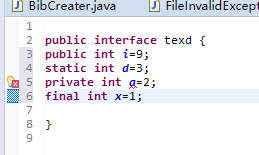 BibCreater.java
FileInvalidExcept
1
2
public interface texd {
3
public int i=9;
4
static int d=3;
5
private int a=2;
6
final int x=1;
7
8
}
9